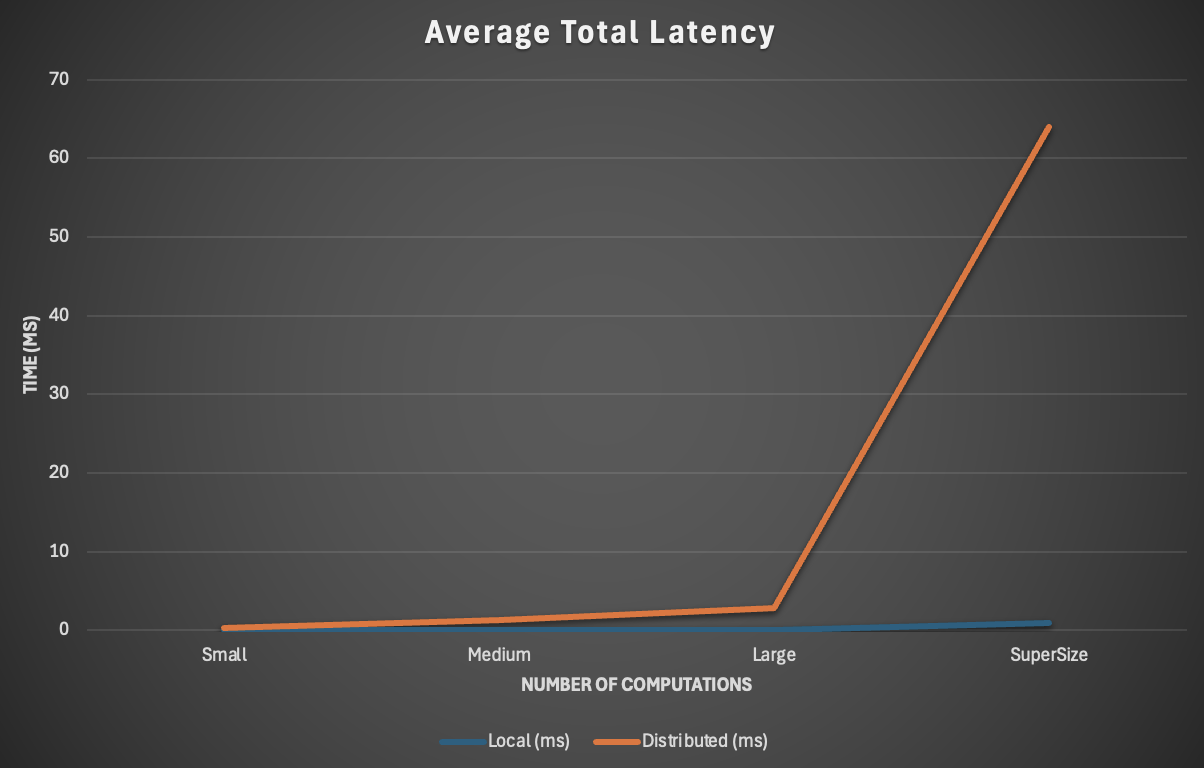 Average Total Latency
70
60
50
40
30
20
10
0
TIME (MS)
Small Medium Large SuperSize
NUMBER OF COMPUTATIONS
Local (ms) Distributed (ms)